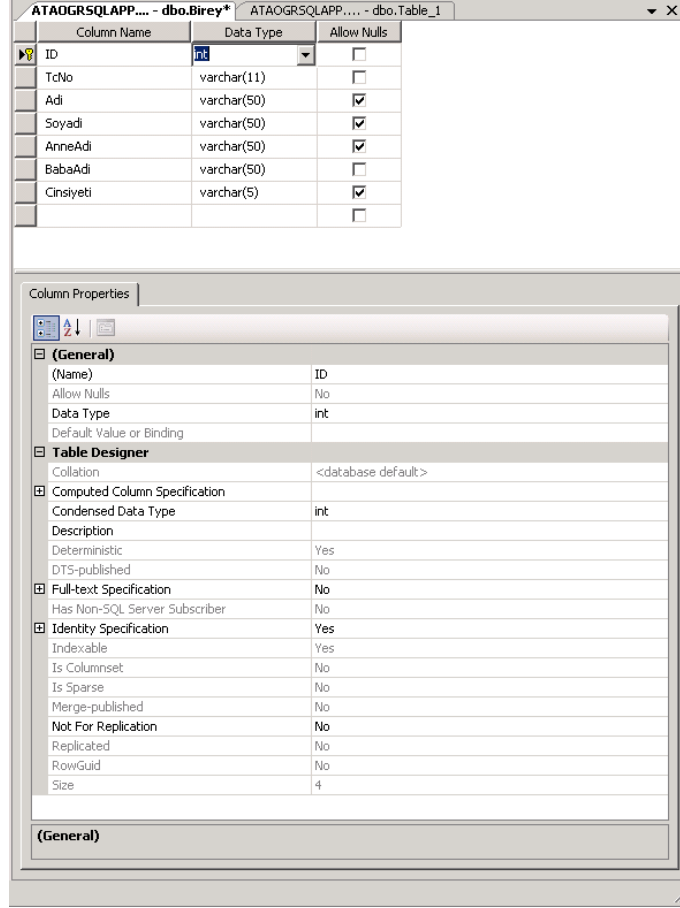 ATAOGRSQLAPP.... - dbo.Birey* ATAOGRSQLAPP.... - dbo.Table_1
Column Name Data Type Allow Nulls
ID int
TcNo varchar(11)
Adi varchar(50)
Soyadi varchar(50)
AnneAdi varchar(50)
BabaAdi varchar(50)
Cinsiyeti varchar(5)
Column Properties
(General)
(Name) ID
Allow Nulls No
Data Type int
Default Value or Binding
Table Designer
Collation <database default>
Computed Column Specification
Condensed Data Type int
Description
Deterministic Yes
DTS-published No
Full-text Specification No
Has Non-SQL Server Subscriber No
Identity Specification Yes
Indexable Yes
Is Columnset No
Is Sparse No
Merge-published No
Not For Replication No
Replicated No
RowGuid No
Size 4
(General)